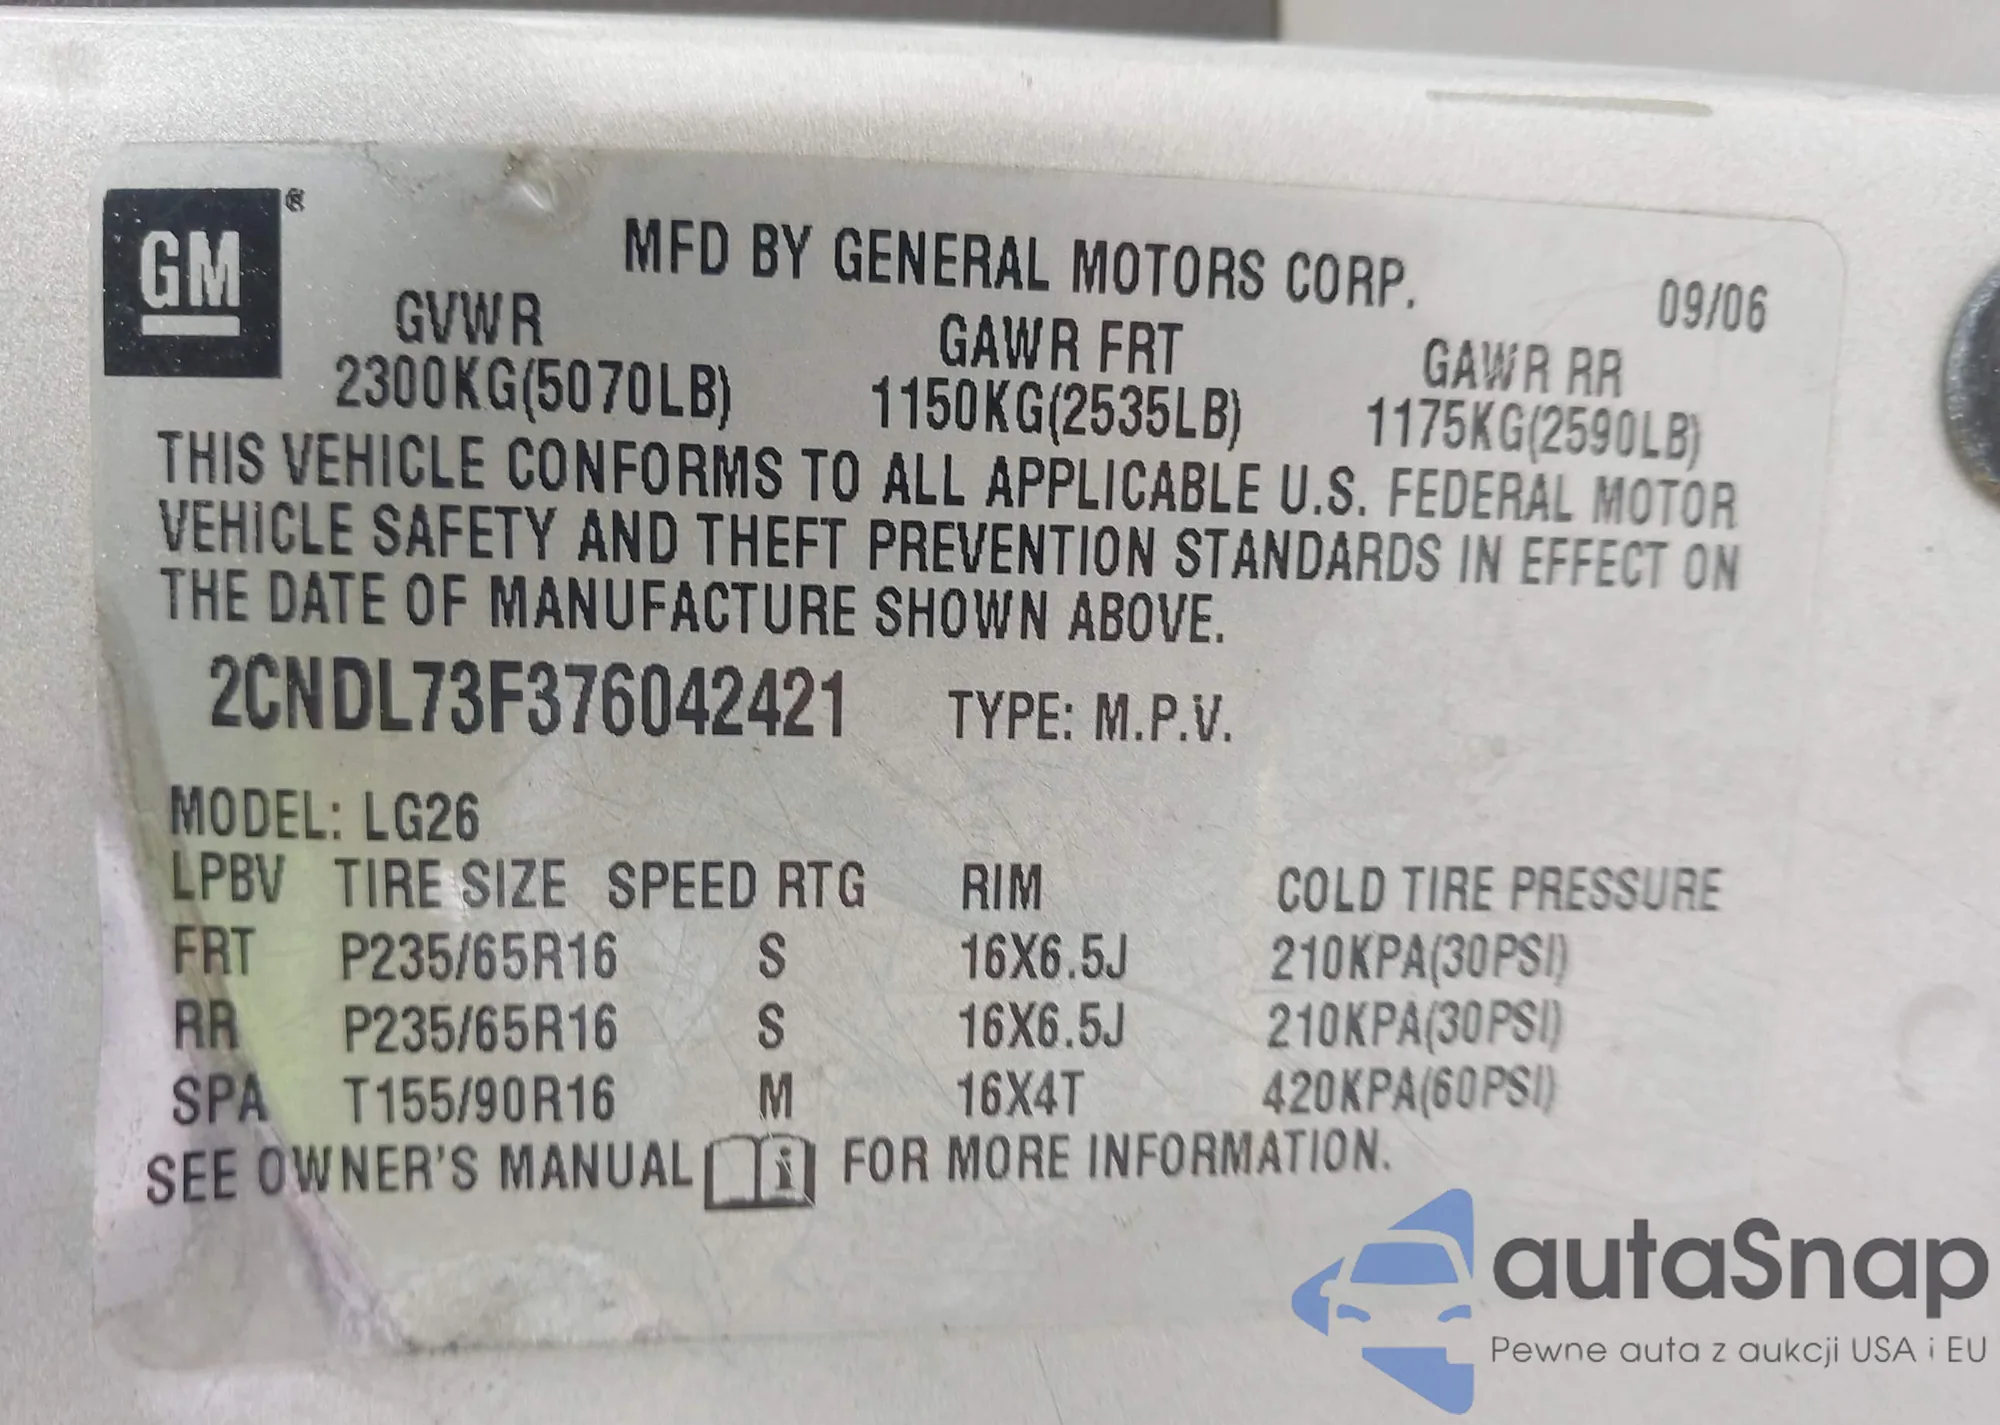 GM ®
MFD BY GENERAL MOTORS CORP. 09/06
GVWR GAWR FRT GAWR RR
2300KG(5070LB) 1150KG(2535LB) 1175KG(2590LB)
THIS VEHICLE CONFORMS TO ALL APPLICABLE U.S. FEDERAL MOTOR
VEHICLE SAFETY AND THEFT PREVENTION STANDARDS IN EFFECT ON
THE DATE OF MANUFACTURE SHOWN ABOVE.
2CNDL73F376042421 TYPE: M.P.V.
MODEL: LG26
LPBV TIRE SIZE SPEED RTG RIM COLD TIRE PRESSURE
FRT P235/65R16 S 16X6.5J 210KPA(30PSI)
RR P235/65R16 S 16X6.5J 210KPA(30PSI)
SPA T155/90R16 M 16X4T 420KPA(60PSI)
SEE OWNER'S MANUAL i FOR MORE INFORMATION.
autaSnap
Pewne auta z aukcji USA i EU